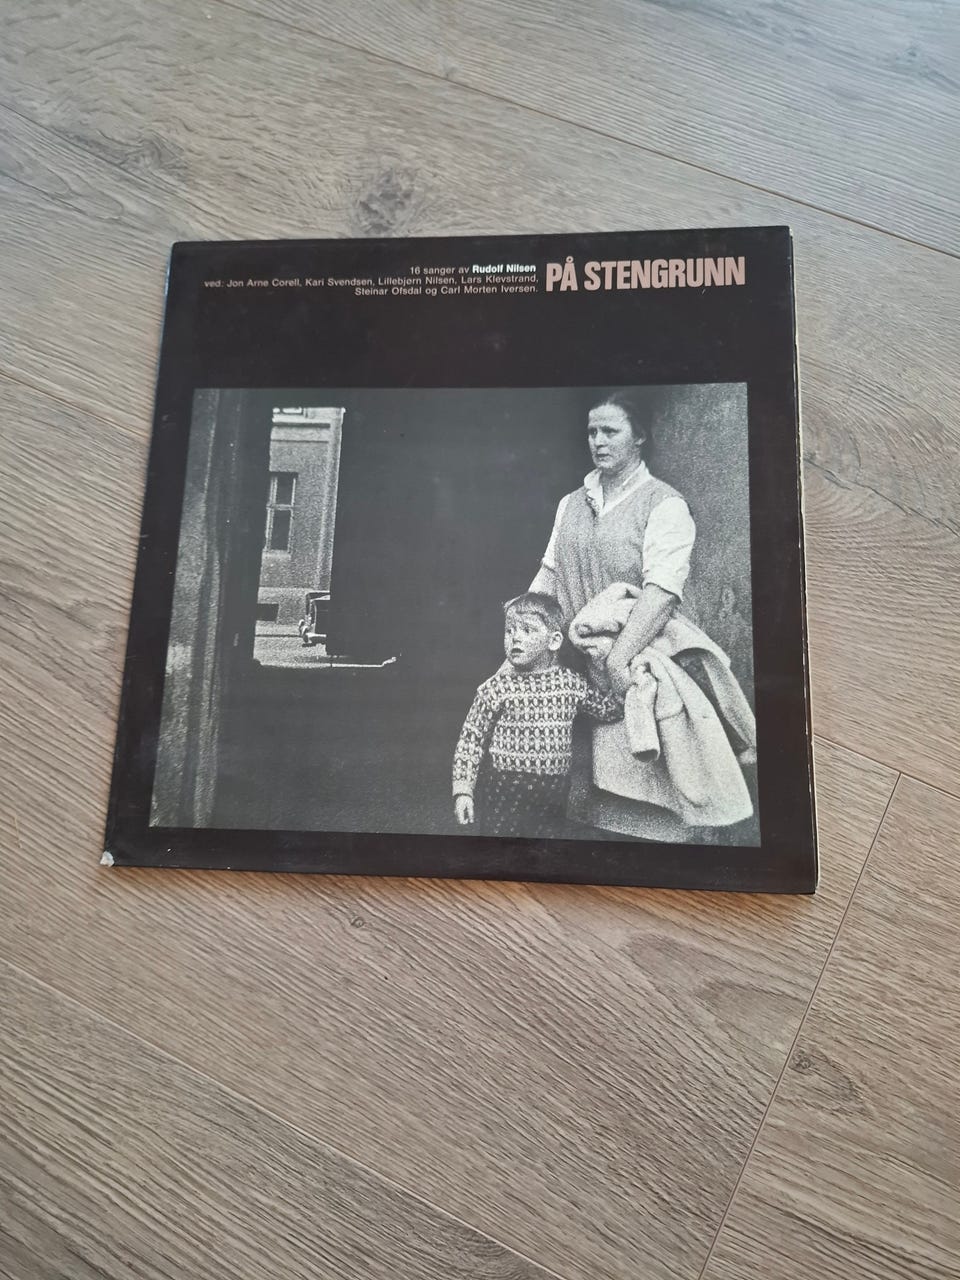 16 sanger av Rudolf Nilsen
ved: Jon Arne Corell, Kari Svendsen, Lillebjørn Nilsen, Lars Klevstrand,
Steinar Ofsdal og Carl Morten Iversen.
PÅ STENGRUNN